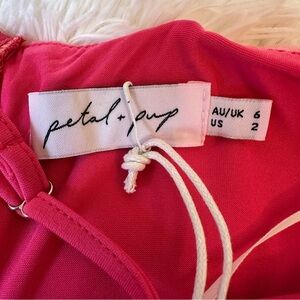 petal + pup
AU/UK 6
US 2